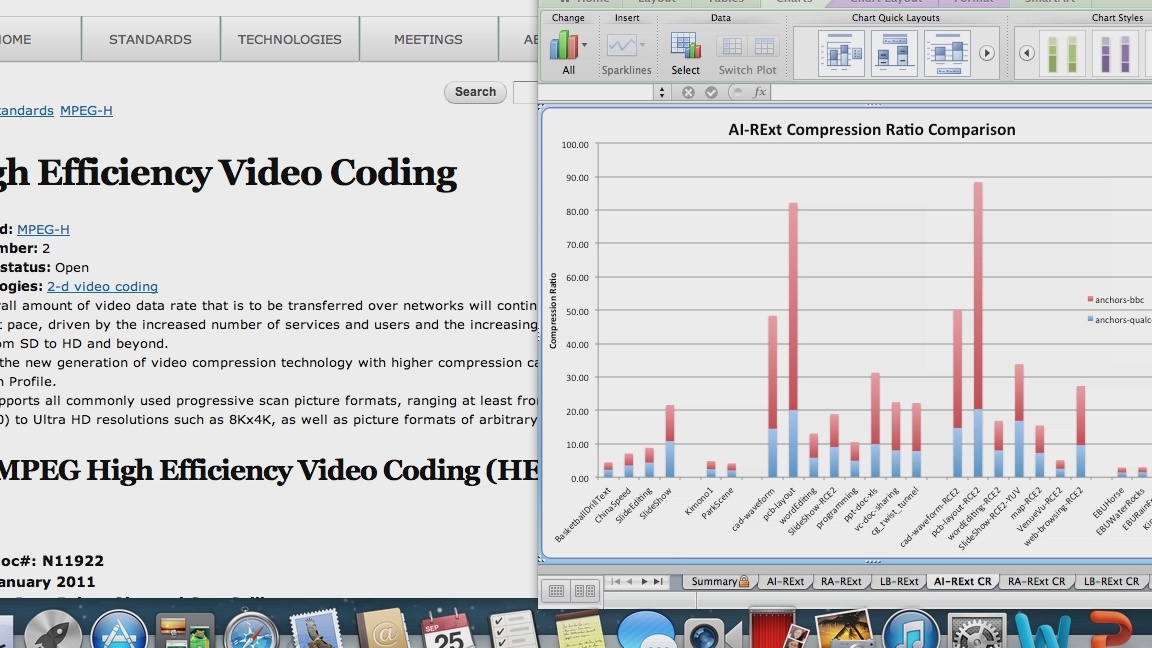 OME
STANDARDS
TECHNOLOGIES
MEETINGS
Search
andards MPEG-H
gh Efficiency Video Coding
d: MPEG-H
mber: 2
status: Open
ogies: 2-d video coding
rall amount of video data rate that is to be transferred over networks will contin
t pace, driven by the increased number of services and users and the increasing
om SD to HD and beyond.
the new generation of video compression technology with higher compression ca
n Profile.
pports all commonly used progressive scan picture formats, ranging at least fro
0) to Ultra HD resolutions such as 8Kx4K, as well as picture formats of arbitrary
MPEG High Efficiency Video Coding (HE
oc#: N11922
anuary 2011
Home Layout Tables Charts Chart Layout Format SmartArt
Change
Insert
Data
Chart Quick Layouts
Chart Styles
All
Sparklines
Select
Switch Plot
fx
AI-RExt Compression Ratio Comparison
Compression Ratio
100.00
90.00
80.00
70.00
60.00
50.00
40.00
30.00
20.00
10.00
0.00
anchors-bbc
anchors-qualc
BasketballDrillText
ChinaSpeed
SlideEditing
SlideShow
Kimono1
ParkScene
cad-waveform
pcb-layout
wordEditing
SlideShow-RCE2
programming
ppt-doc-xls
vc-doc_sharing
cg_twist_tunnel
cad-waveform-RCE2
pcb-layout-RCE2
wordEditing-RCE2
SlideShow-RCE2-YUV
map-RCE2
VenueVu-RCE2
web-browsing-RCE2
EBUHorse
EBUWaterRocks
EBURainF
Summary
AI-RExt
RA-RExt
LB-RExt
AI-RExt CR
RA-RExt CR
LB-RExt CR
SEP
25